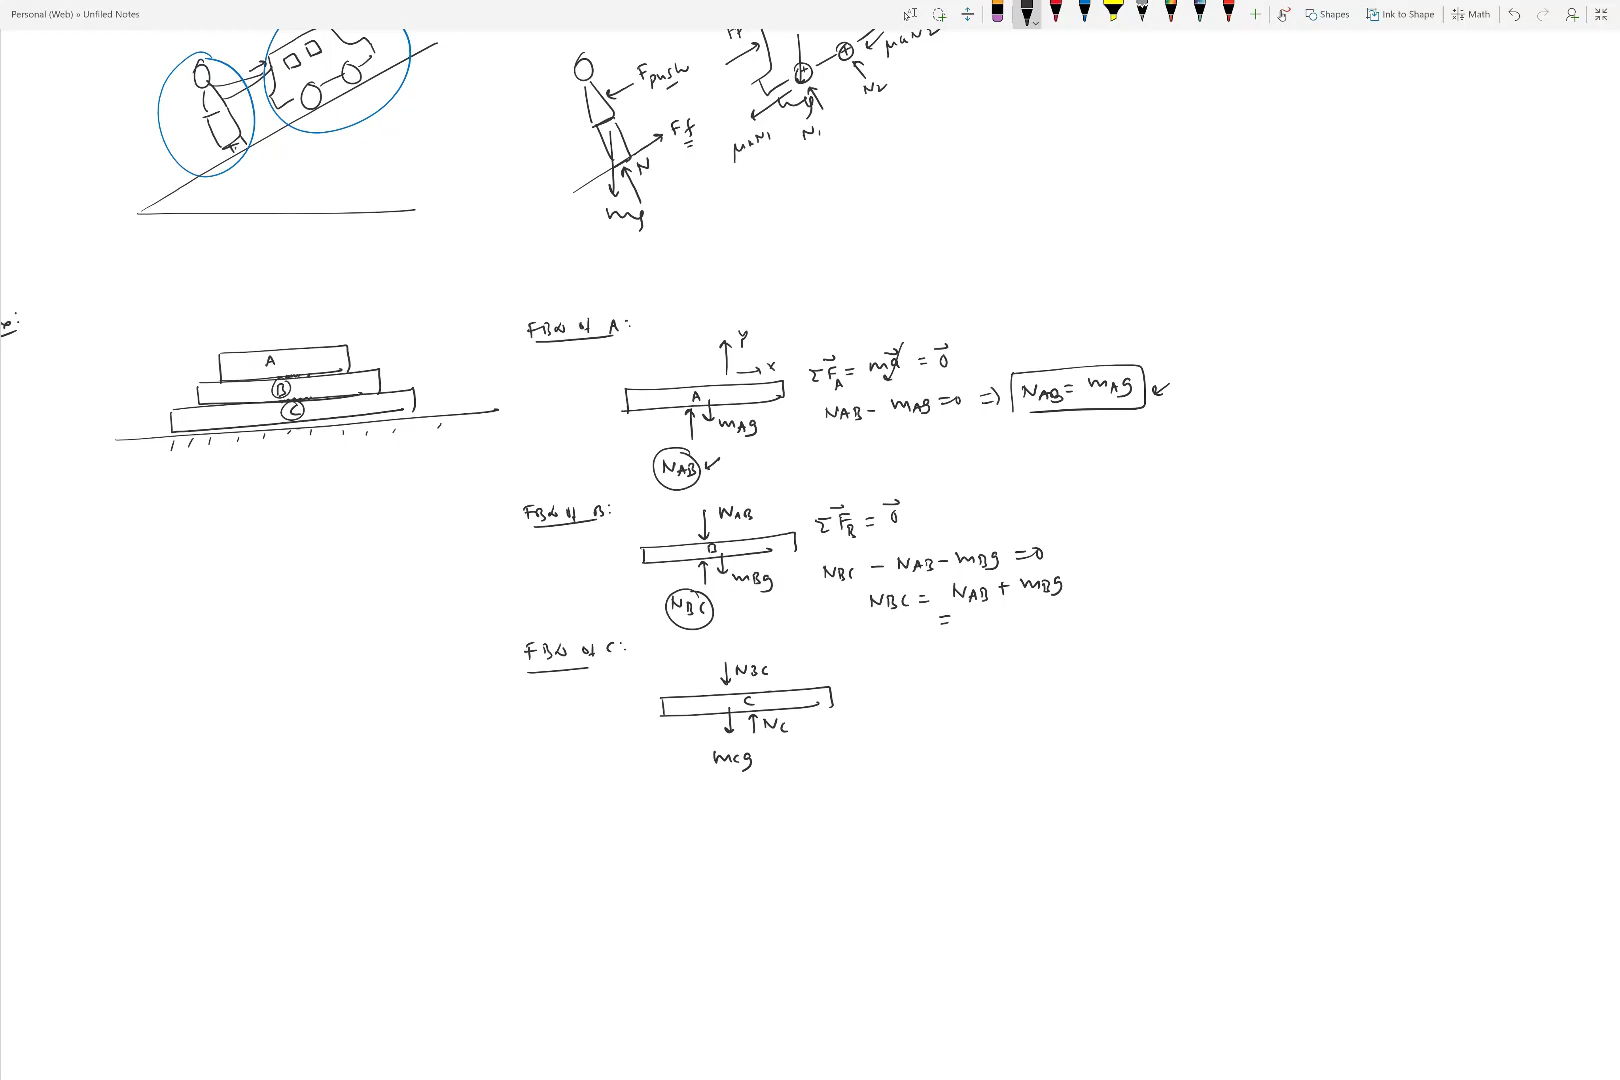 Personal (Web) » Unfiled Notes
Shapes
Ink to Shape
Math
Fpush
Ff
N
mg
mg
N1
N2
μkN1
A
B
C
FBD of A:
Y
X
A
mAg
NAB
ΣF⃗A = ma⃗ = 0⃗
NAB - mAg = 0 => NAB = mAg
FBD of B:
NAB
B
mBg
NBC
ΣF⃗B = 0⃗
NBC - NAB - mBg = 0
NBC = NAB + mBg
=
FBD of C:
NBC
C
NC
mcg